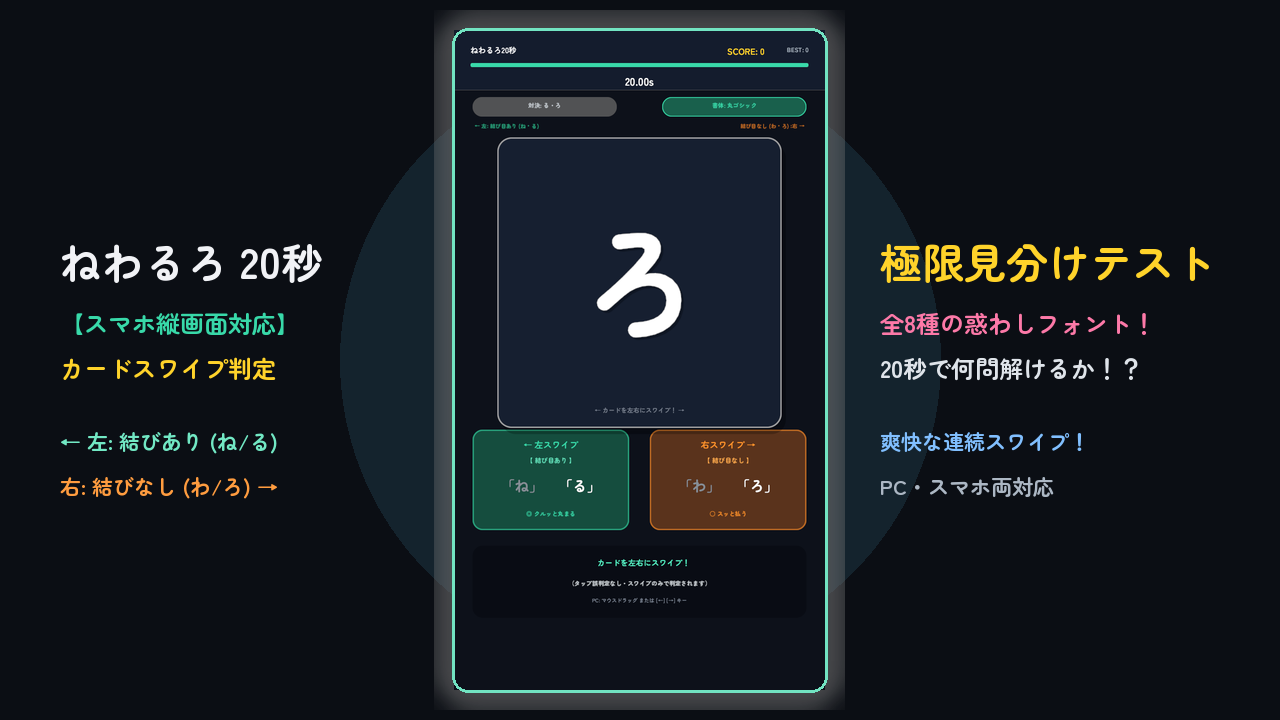 ねわるろ 20秒
【スマホ縦画面対応】
カードスワイプ判定
← 左: 結びあり (ね/る)
右: 結びなし (わ/ろ) →
ねわるろ20秒
SCORE: 0
BEST: 0
20.00s
対決: る・ろ
書体: 丸ゴシック
← 左: 結び目あり (ね・る)
結び目なし (わ・ろ) :右 →
ろ
← カードを左右にスワイプ！ →
← 左スワイプ
【 結び目あり 】
「ね」 「る」
◎ クルッと丸まる
右スワイプ →
【 結び目なし 】
「わ」 「ろ」
○ スッと払う
カードを左右にスワイプ！
(タップ誤判定なし・スワイプのみで判定されます)
PC: マウスドラッグ または [←] [→] キー
極限見分けテスト
全8種の惑わしフォント！
20秒で何問解けるか！？
爽快な連続スワイプ！
PC・スマホ両対応